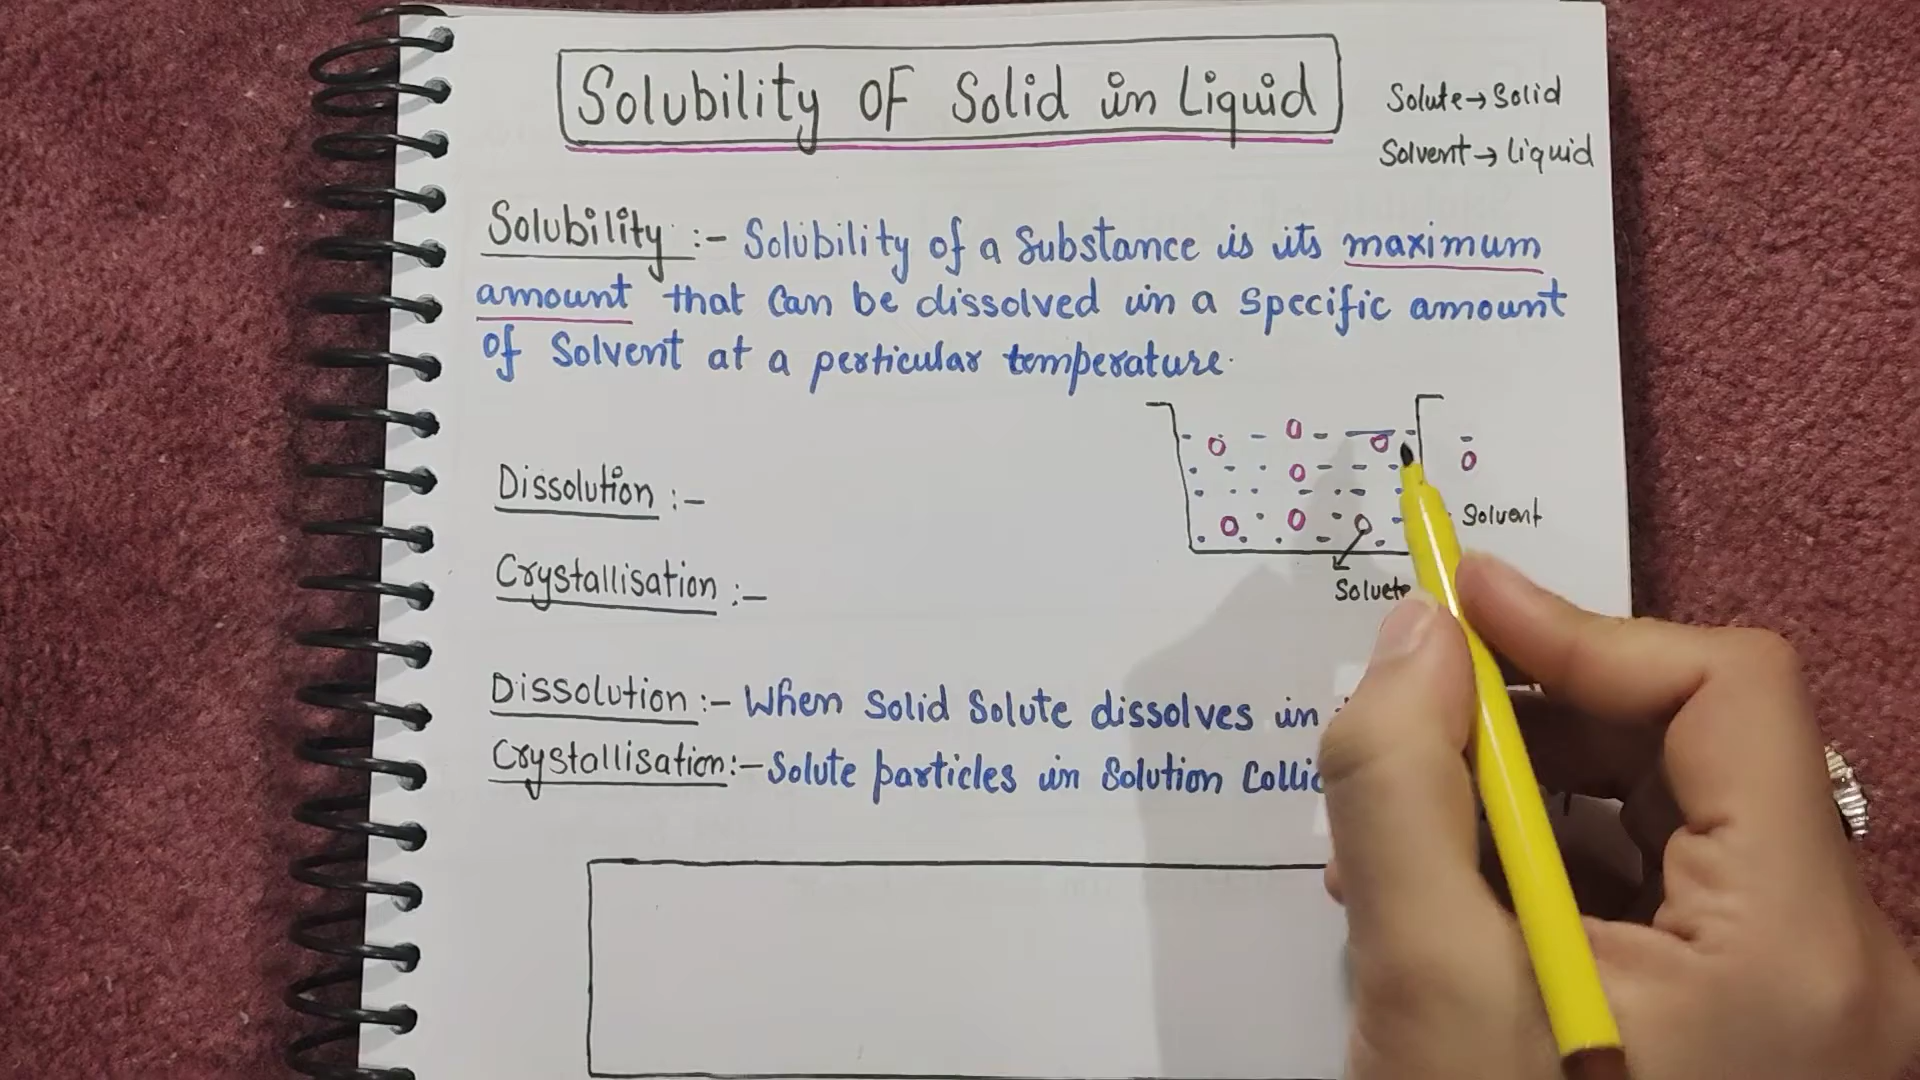 Solubility OF Solid in Liquid
Solute→Solid
Solvent→Liquid
Solubility :- Solubility of a Substance is its maximum
amount that can be dissolved in a specific amount
of Solvent at a perticular temperature.
Dissolution :-
Solvent
Crystallisation :-
Dissolution :- When Solid Solute dissolves in
Crystallisation :- Solute particles in Solution